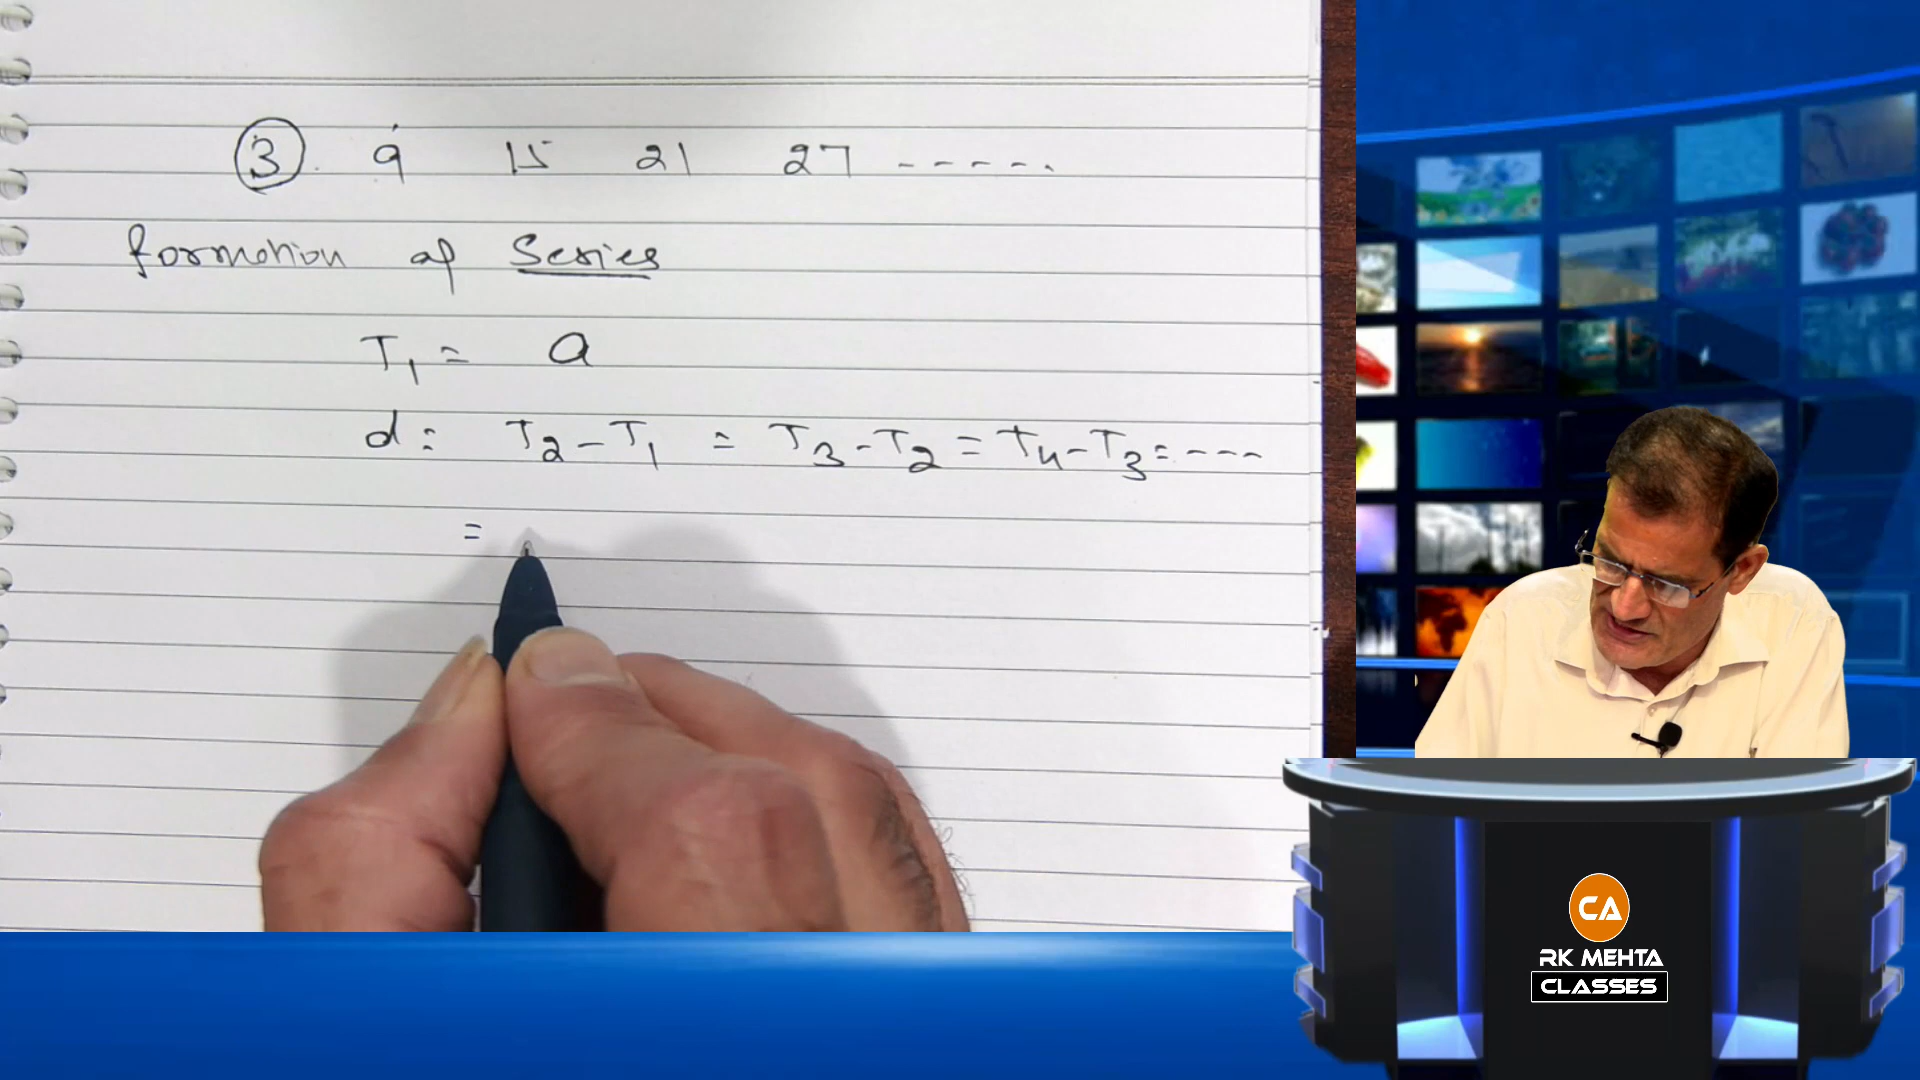 3. 9 15 21 27 -----.
formation of Series
T₁ = a
d = T₂ - T₁ = T₃ - T₂ = T₄ - T₃ = ---
=
CA
RK MEHTA
CLASSES